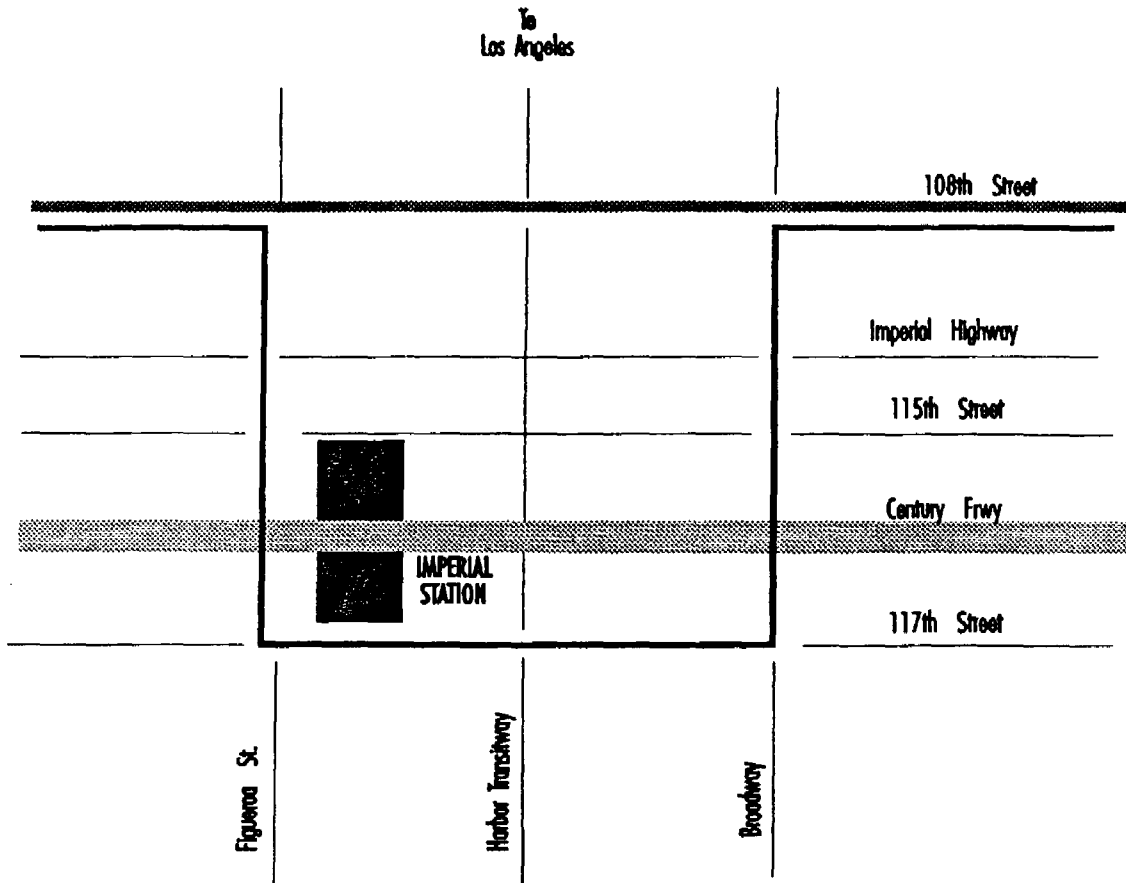 To
Los Angeles
108th Street
Imperial Highway
115th Street
Century Frwy
IMPERIAL
STATION
117th Street
Figueroa St.
Harbor Transitway
Broadway